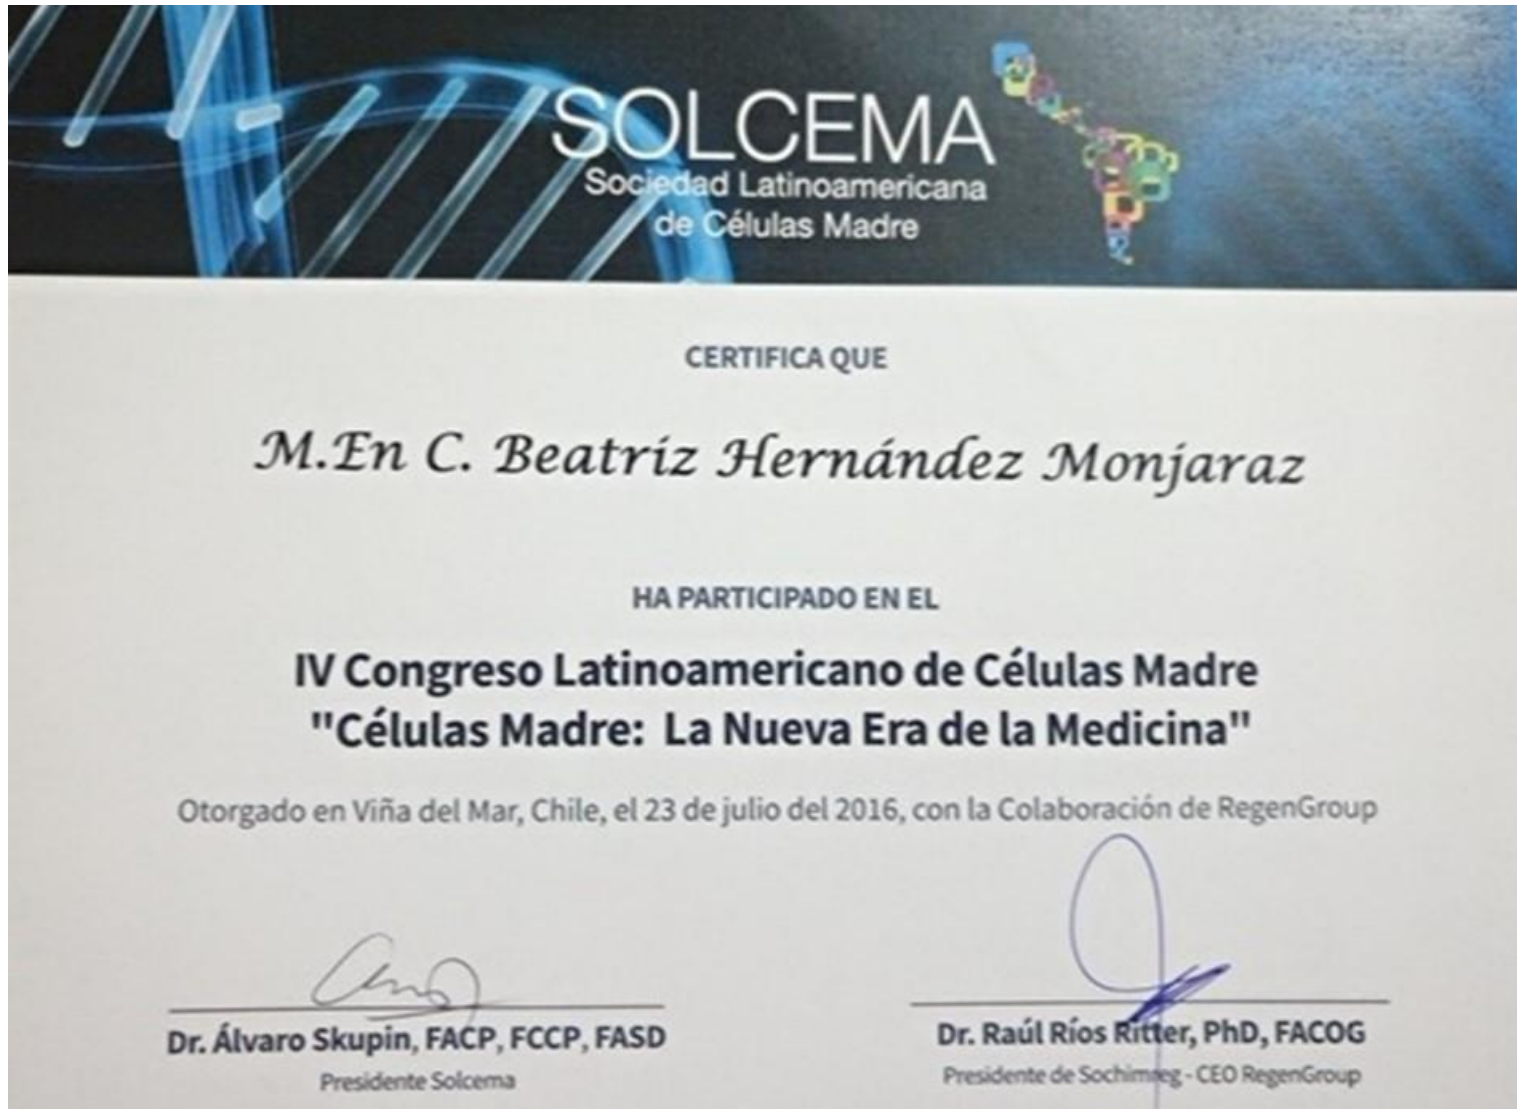 SOLCEMA
Sociedad Latinoamericana
de Células Madre
CERTIFICA QUE
M.En C. Beatríz Hernández Monjaraz
HA PARTICIPADO EN EL
IV Congreso Latinoamericano de Células Madre
"Células Madre: La Nueva Era de la Medicina"
Otorgado en Viña del Mar, Chile, el 23 de julio del 2016, con la Colaboración de RegenGroup
Dr. Álvaro Skupin, FACP, FCCP, FASD
Presidente Solcema
Dr. Raúl Ríos Ritter, PhD, FACOG
Presidente de Sochimreg - CEO RegenGroup